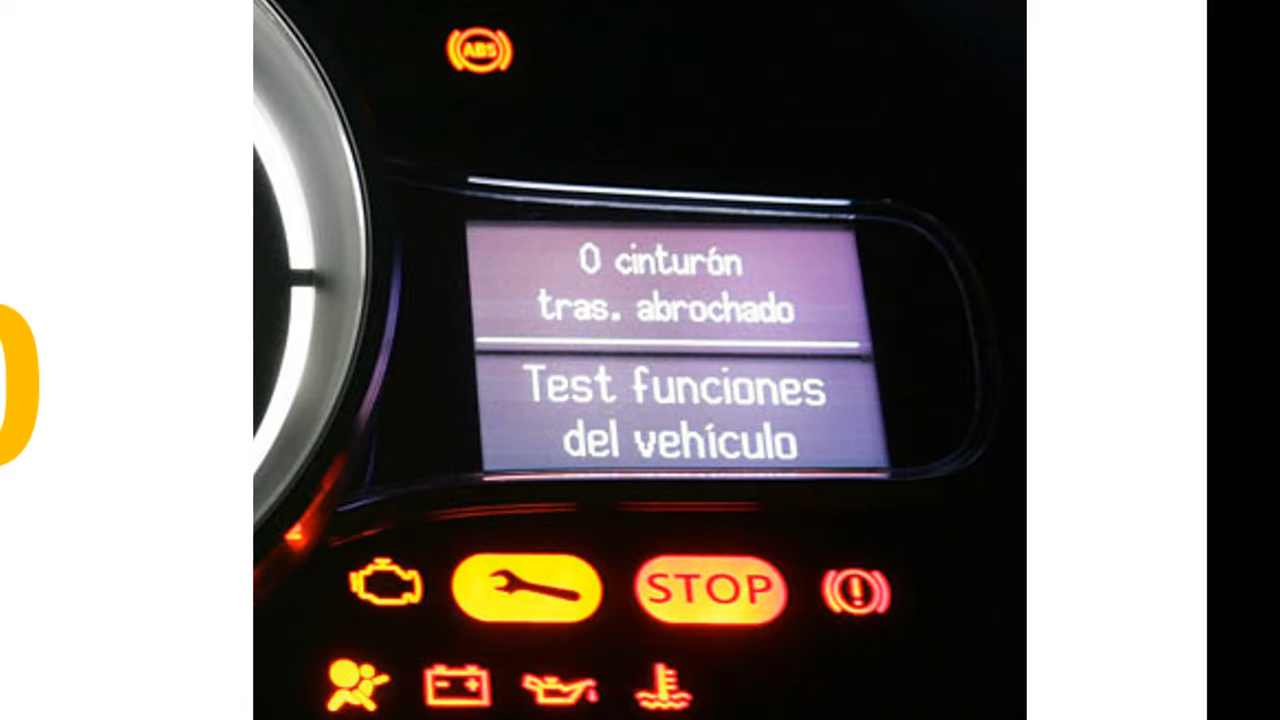 ABS
0 cinturón
tras. abrochado
Test funciones
del vehículo
STOP